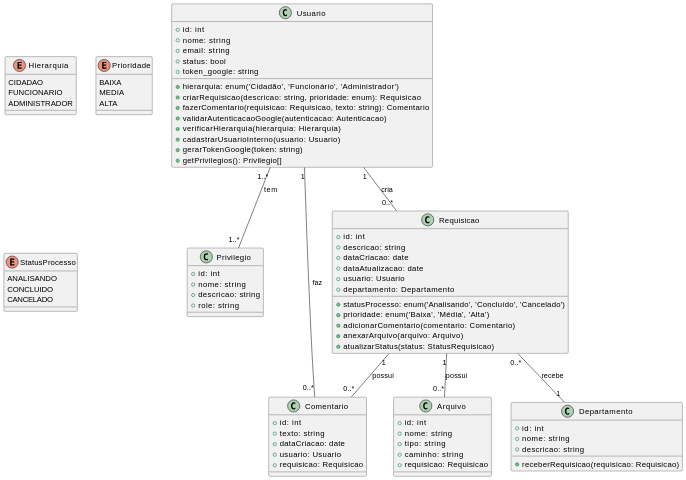 C Usuario
id: int
nome: string
email: string
status: bool
token_google: string
hierarquia: enum('Cidadão', 'Funcionário', 'Administrador')
criarRequisicao(descricao: string, prioridade: enum): Requisicao
fazerComentario(requisicao: Requisicao, texto: string): Comentario
validarAutenticacaoGoogle(autenticacao: Autenticacao)
verificarHierarquia(hierarquia: Hierarquia)
cadastrarUsuarioInterno(usuario: Usuario)
gerarTokenGoogle(token: string)
getPrivilegios(): Privilegio[]
E Hierarquia
CIDADAO
FUNCIONARIO
ADMINISTRADOR
E Prioridade
BAIXA
MEDIA
ALTA
1..*
tem
1..*
1
faz
0..*
1
cria
0..*
E StatusProcesso
ANALISANDO
CONCLUIDO
CANCELADO
C Privilegio
id: int
nome: string
descricao: string
role: string
C Requisicao
id: int
descricao: string
dataCriacao: date
dataAtualizacao: date
usuario: Usuario
departamento: Departamento
statusProcesso: enum('Analisando', 'Concluído', 'Cancelado')
prioridade: enum('Baixa', 'Média', 'Alta')
adicionarComentario(comentario: Comentario)
anexarArquivo(arquivo: Arquivo)
atualizarStatus(status: StatusRequisicao)
1
possui
0..*
1
possui
0..*
0..*
recebe
1
C Comentario
id: int
texto: string
dataCriacao: date
usuario: Usuario
requisicao: Requisicao
C Arquivo
id: int
nome: string
tipo: string
caminho: string
requisicao: Requisicao
C Departamento
id: int
nome: string
descricao: string
receberRequisicao(requisicao: Requisicao)